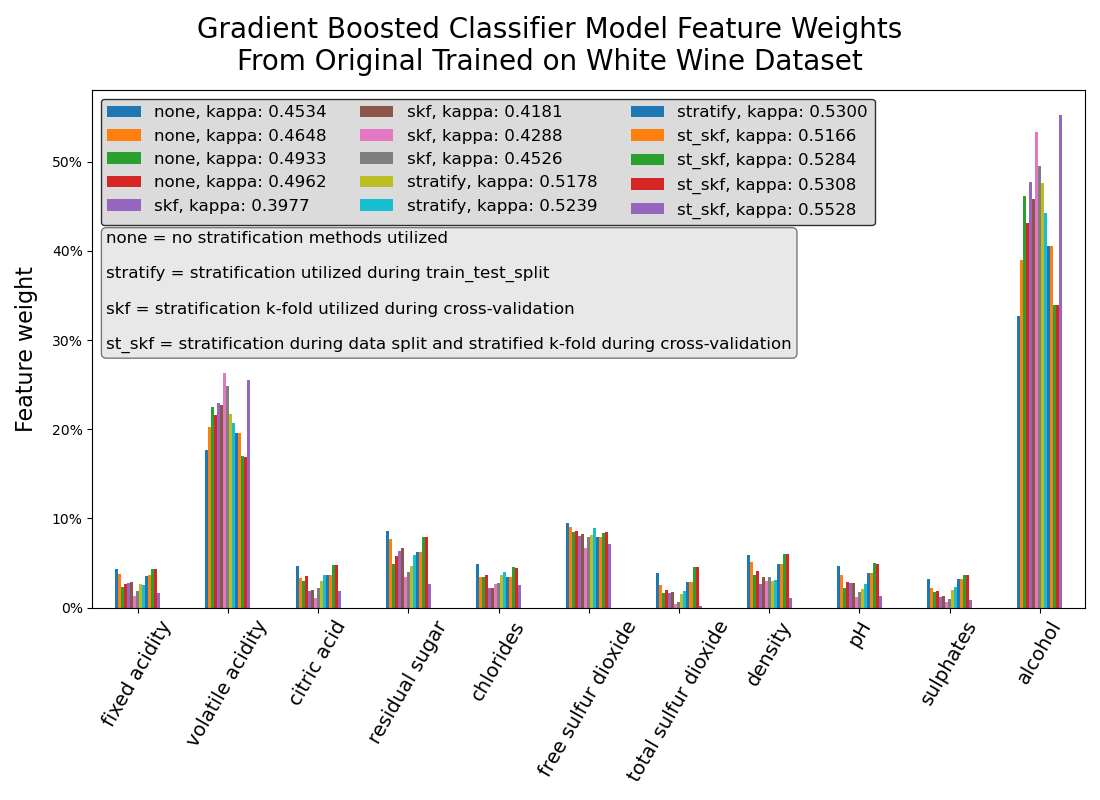 Gradient Boosted Classifier Model Feature Weights
From Original Trained on White Wine Dataset
none, kappa: 0.4534
none, kappa: 0.4648
none, kappa: 0.4933
none, kappa: 0.4962
skf, kappa: 0.3977
skf, kappa: 0.4181
skf, kappa: 0.4288
skf, kappa: 0.4526
stratify, kappa: 0.5178
stratify, kappa: 0.5239
stratify, kappa: 0.5300
st_skf, kappa: 0.5166
st_skf, kappa: 0.5284
st_skf, kappa: 0.5308
st_skf, kappa: 0.5528
none = no stratification methods utilized
stratify = stratification utilized during train_test_split
skf = stratification k-fold utilized during cross-validation
st_skf = stratification during data split and stratified k-fold during cross-validation
Feature weight
50%
40%
30%
20%
10%
0%
fixed acidity
volatile acidity
citric acid
residual sugar
chlorides
free sulfur dioxide
total sulfur dioxide
density
pH
sulphates
alcohol